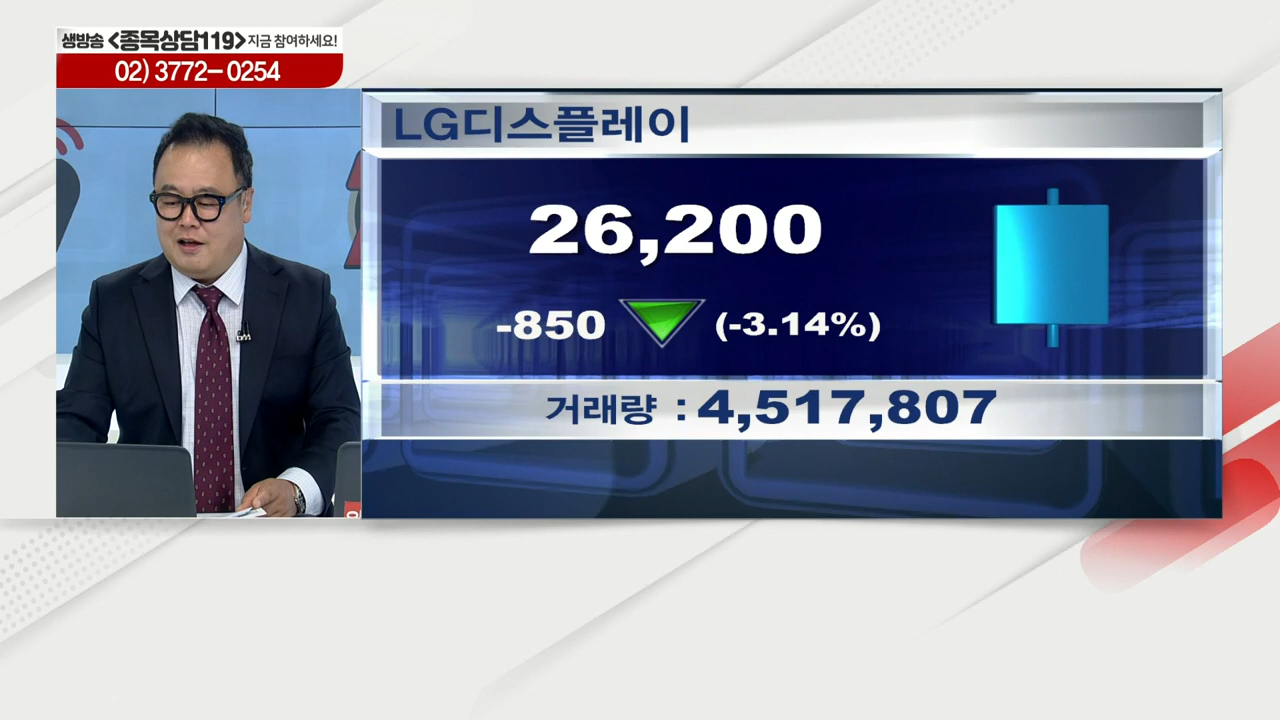 생방송 <종목상담119> 지금 참여하세요!
02) 3772-0254
LG디스플레이
26,200
-850 (-3.14%)
거래량 : 4,517,807